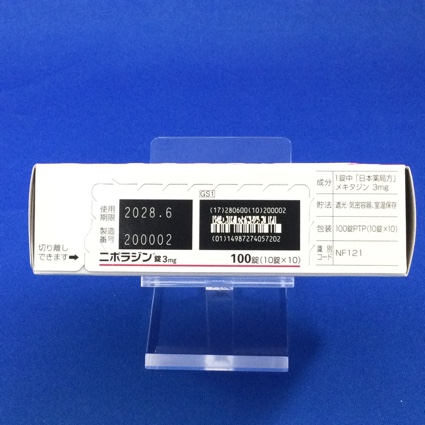 使用
期限
2028.6
製造
番号
200002
切り離し
できます→
ニポラジン錠3mg
100錠(10錠×10)
GS1
(17)280600(10)200002
(01)14987274057202
成分
1錠中「日本薬局方」
メキタジン 3mg
貯法
遮光・気密容器、室温保存
包装
100錠PTP(10錠×10)
識別
コード
NF121